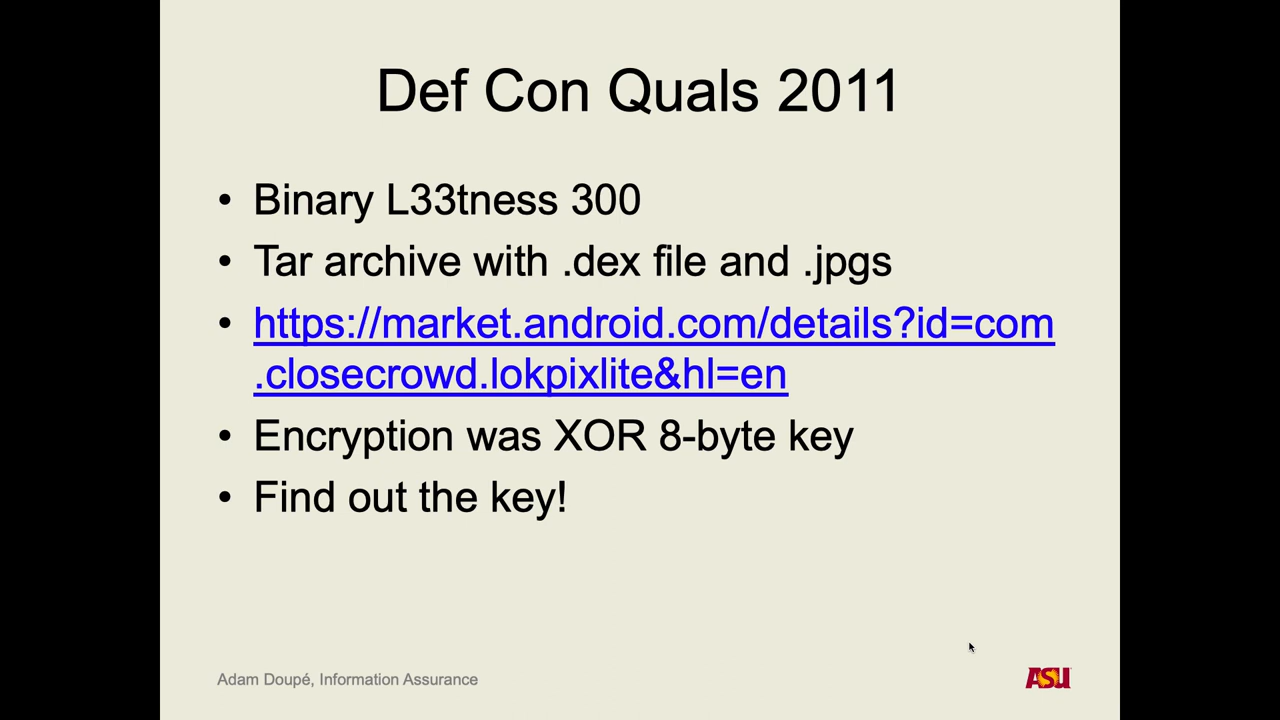 Def Con Quals 2011
• Binary L33tness 300
• Tar archive with .dex file and .jpgs
• https://market.android.com/details?id=com
.closecrowd.lokpixlite&hl=en
• Encryption was XOR 8-byte key
• Find out the key!
Adam Doupé, Information Assurance
ASU